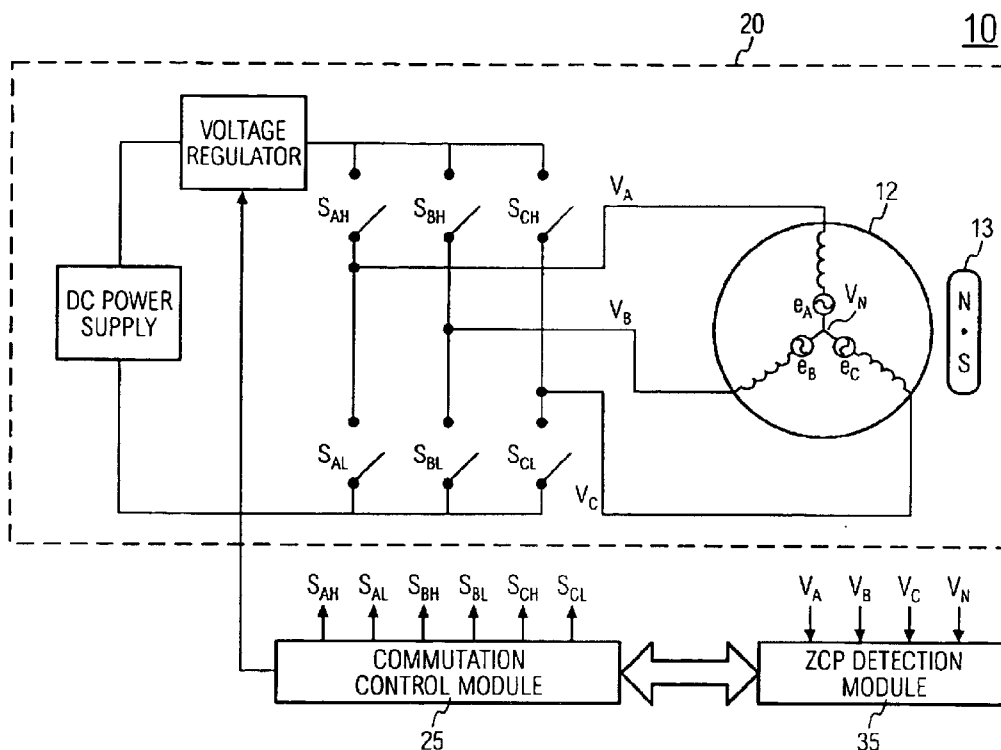 20
10
VOLTAGE
REGULATOR
DC POWER
SUPPLY
S_AH
S_BH
S_CH
V_A
12
13
V_B
e_A
V_N
e_B
e_C
N
S
S_AL
S_BL
S_CL
V_C
S_AH S_AL S_BH S_BL S_CH S_CL
V_A V_B V_C V_N
COMMUTATION
CONTROL MODULE
25
ZCP DETECTION
MODULE
35